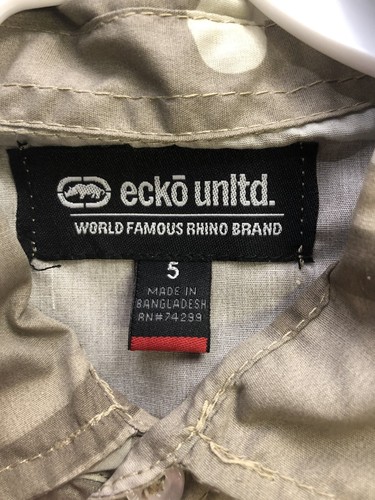 eckō unltd.
WORLD FAMOUS RHINO BRAND
5
MADE IN
BANGLADESH
RN#74299